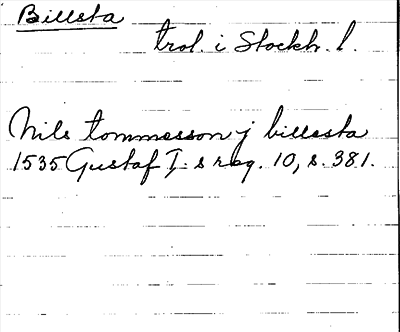 Billsta
trol. i Stockh. l.
Nils tommesson j billesta
1535 Gustaf I:s reg. 10, s. 381.